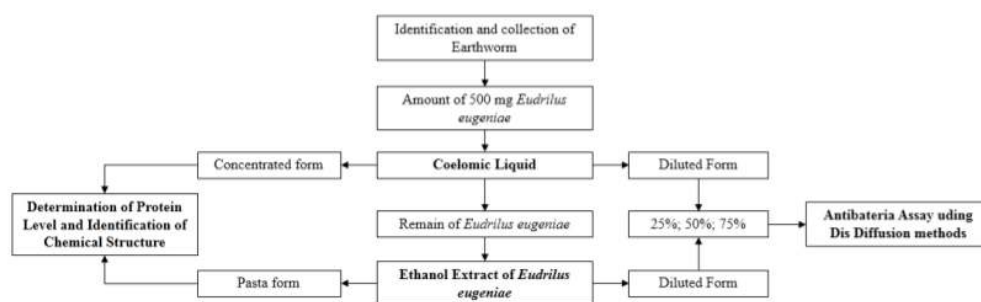 Identification and collection of
Earthworm
Amount of 500 mg Eudrilus
eugeniae
Concentrated form
Coelomic Liquid
Diluted Form
Determination of Protein
Level and Identification of
Chemical Structure
Remain of Eudrilus eugeniae
25%; 50%; 75%
Antibateria Assay uding
Dis Diffusion methods
Pasta form
Ethanol Extract of Eudrilus
eugeniae
Diluted Form